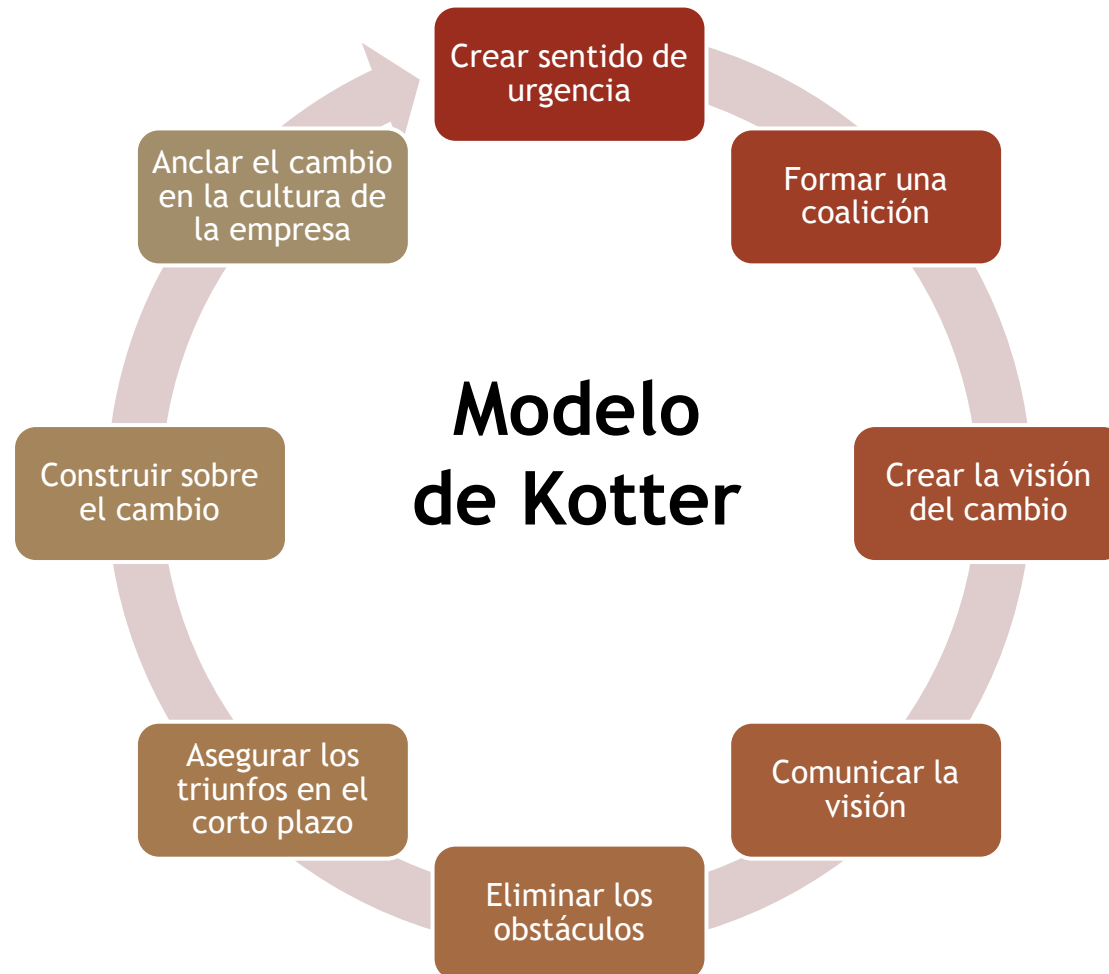 Crear sentido de
urgencia
Formar una
coalición
Crear la visión
del cambio
Comunicar la
visión
Eliminar los
obstáculos
Asegurar los
triunfos en el
corto plazo
Construir sobre
el cambio
Anclar el cambio
en la cultura de
la empresa
Modelo
de Kotter